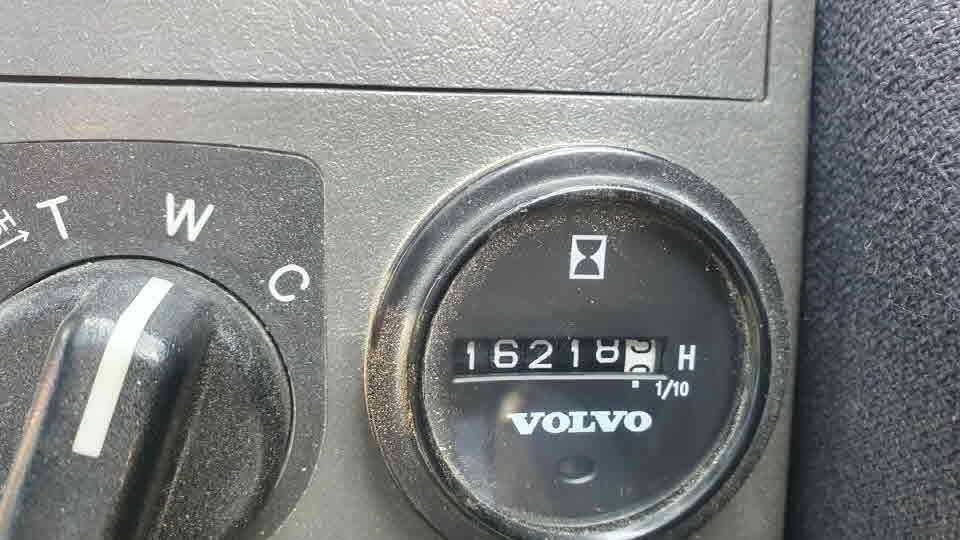 T W C
H
16218 H
1/10
VOLVO